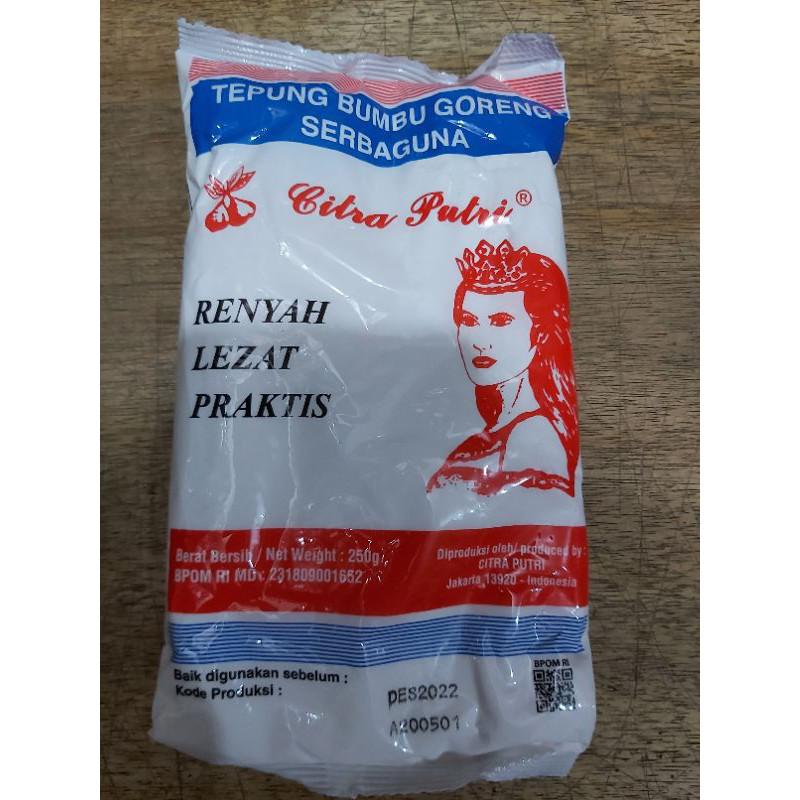 TEPUNG BUMBU GORENG
SERBAGUNA
Citra Putri®
RENYAH
LEZAT
PRAKTIS
Berat Bersih / Net Weight : 250g
BPOM RI MD : 231809001652
Diproduksi oleh/ produced by :
CITRA PUTRI
Jakarta 13920 - Indonesia
BPOM RI
Baik digunakan sebelum : DES2022
Kode Produksi : A200501